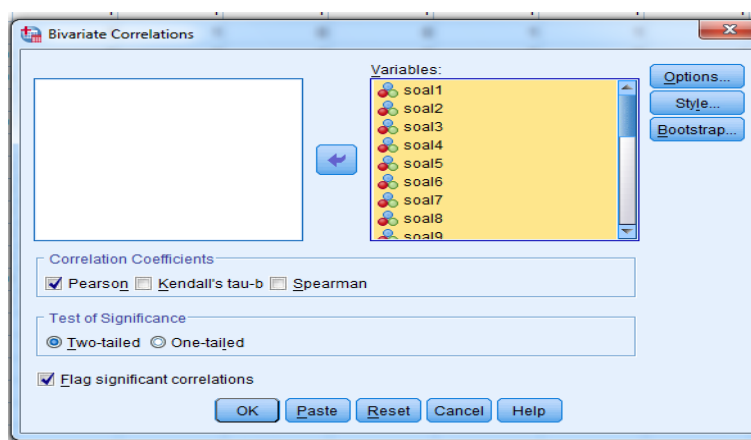 Bivariate Correlations
Variables:
soal1
soal2
soal3
soal4
soal5
soal6
soal7
soal8
soal9
Options...
Style...
Bootstrap...
Correlation Coefficients
Pearson Kendall's tau-b Spearman
Test of Significance
Two-tailed One-tailed
Flag significant correlations
OK Paste Reset Cancel Help